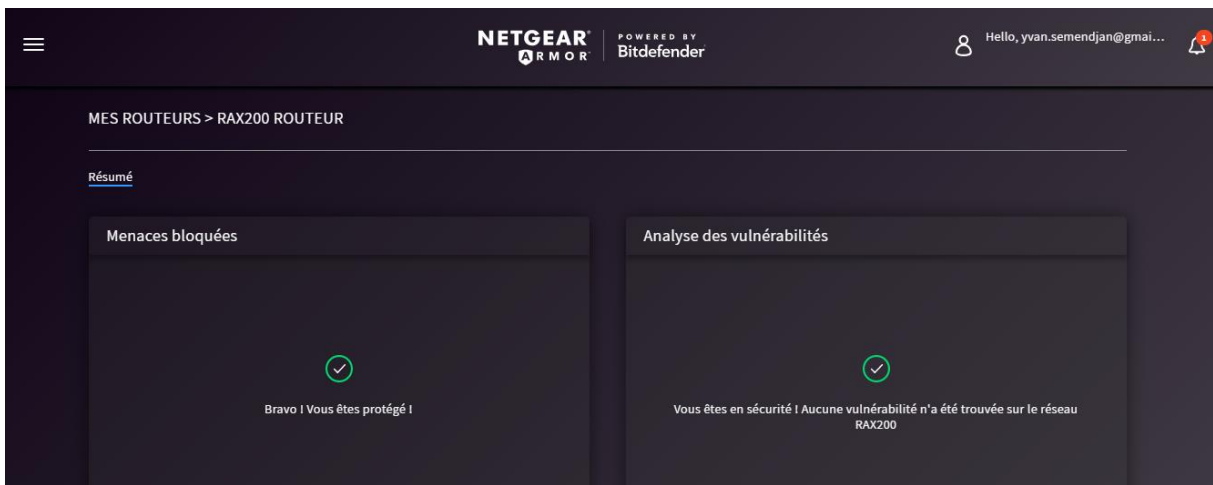 NETGEAR®
ARMOR™
POWERED BY
Bitdefender
Hello, yvan.semendjan@gmai...
1
MES ROUTEURS > RAX200 ROUTEUR
Résumé
Menaces bloquées
Bravo ! Vous êtes protégé !
Analyse des vulnérabilités
Vous êtes en sécurité ! Aucune vulnérabilité n'a été trouvée sur le réseau
RAX200